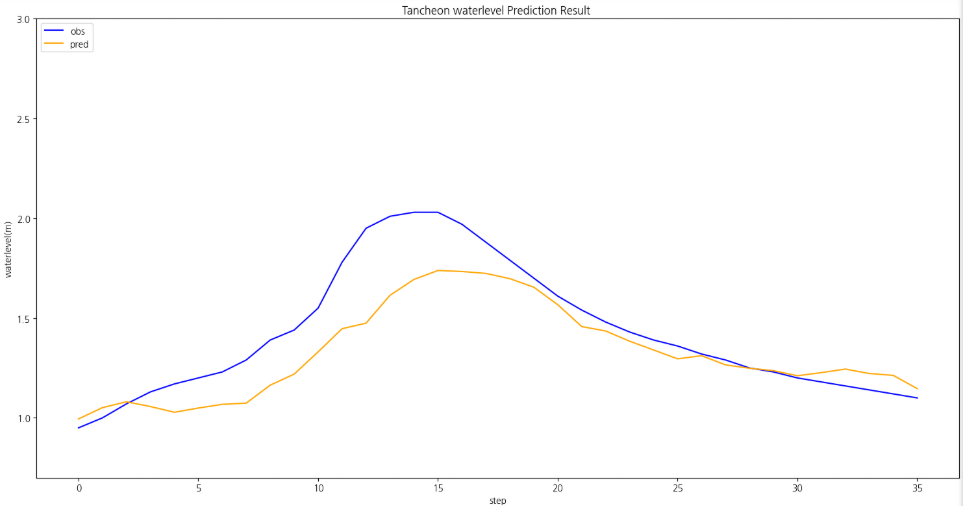 Tancheon waterlevel Prediction Result
obs
pred
3.0
2.5
2.0
1.5
1.0
waterlevel(m)
0 5 10 15 20 25 30 35
step